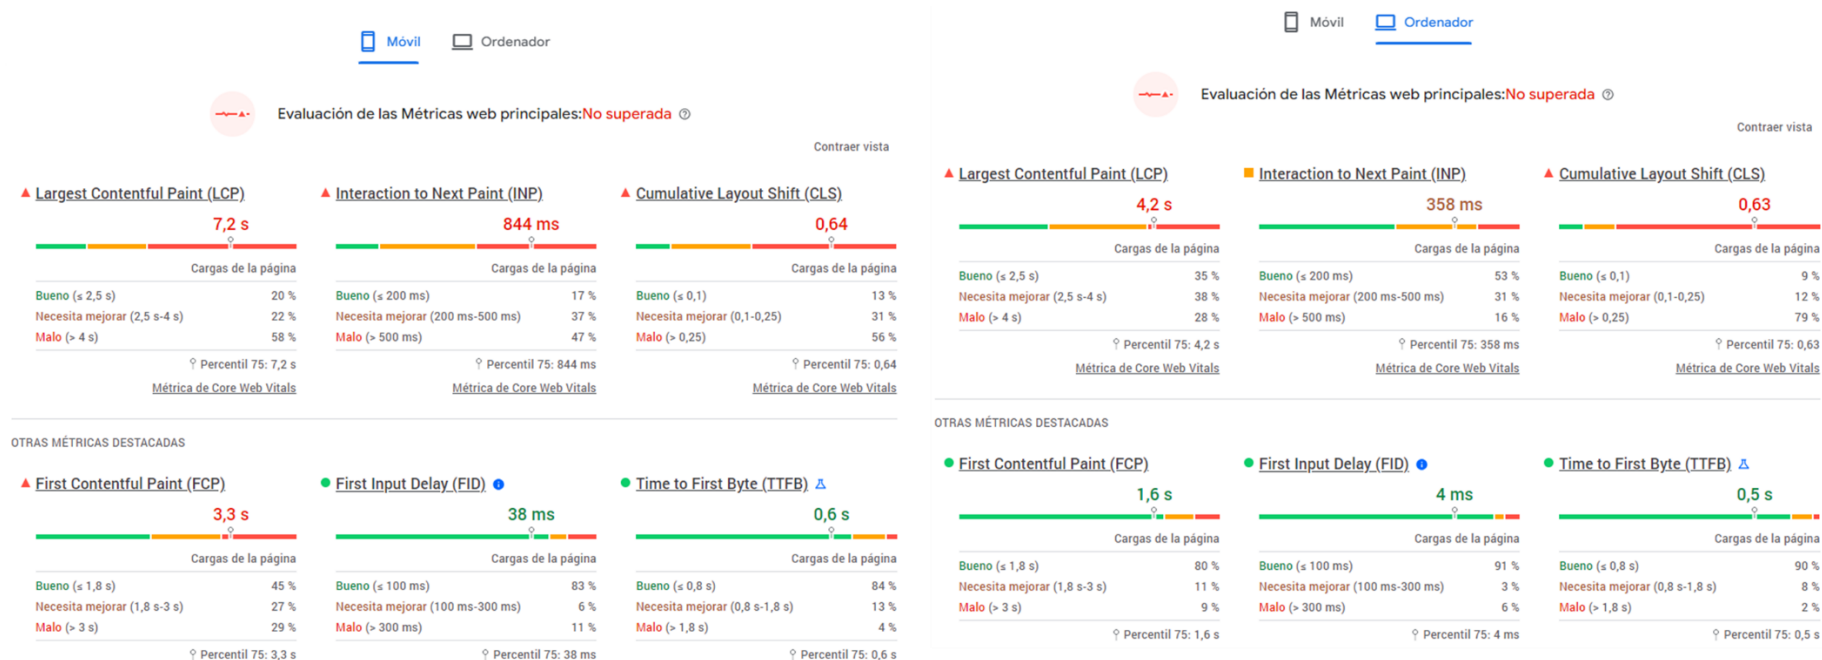 Móvil Ordenador
Evaluación de las Métricas web principales:No superada
Contraer vista
Largest Contentful Paint (LCP)
7,2 s
Cargas de la página
Bueno (≤ 2,5 s) 20 %
Necesita mejorar (2,5 s-4 s) 22 %
Malo (> 4 s) 58 %
Percentil 75: 7,2 s
Métrica de Core Web Vitals
Interaction to Next Paint (INP)
844 ms
Cargas de la página
Bueno (≤ 200 ms) 17 %
Necesita mejorar (200 ms-500 ms) 37 %
Malo (> 500 ms) 47 %
Percentil 75: 844 ms
Métrica de Core Web Vitals
Cumulative Layout Shift (CLS)
0,64
Cargas de la página
Bueno (≤ 0,1) 13 %
Necesita mejorar (0,1-0,25) 31 %
Malo (> 0,25) 56 %
Percentil 75: 0,64
Métrica de Core Web Vitals
OTRAS MÉTRICAS DESTACADAS
First Contentful Paint (FCP)
3,3 s
Cargas de la página
Bueno (≤ 1,8 s) 45 %
Necesita mejorar (1,8 s-3 s) 27 %
Malo (> 3 s) 29 %
Percentil 75: 3,3 s
First Input Delay (FID)
38 ms
Cargas de la página
Bueno (≤ 100 ms) 83 %
Necesita mejorar (100 ms-300 ms) 6 %
Malo (> 300 ms) 11 %
Percentil 75: 38 ms
Time to First Byte (TTFB)
0,6 s
Cargas de la página
Bueno (≤ 0,8 s) 84 %
Necesita mejorar (0,8 s-1,8 s) 13 %
Malo (> 1,8 s) 4 %
Percentil 75: 0,6 s
Móvil Ordenador
Evaluación de las Métricas web principales:No superada
Contraer vista
Largest Contentful Paint (LCP)
4,2 s
Cargas de la página
Bueno (≤ 2,5 s) 35 %
Necesita mejorar (2,5 s-4 s) 38 %
Malo (> 4 s) 28 %
Percentil 75: 4,2 s
Métrica de Core Web Vitals
Interaction to Next Paint (INP)
358 ms
Cargas de la página
Bueno (≤ 200 ms) 53 %
Necesita mejorar (200 ms-500 ms) 31 %
Malo (> 500 ms) 16 %
Percentil 75: 358 ms
Métrica de Core Web Vitals
Cumulative Layout Shift (CLS)
0,63
Cargas de la página
Bueno (≤ 0,1) 9 %
Necesita mejorar (0,1-0,25) 12 %
Malo (> 0,25) 79 %
Percentil 75: 0,63
Métrica de Core Web Vitals
OTRAS MÉTRICAS DESTACADAS
First Contentful Paint (FCP)
1,6 s
Cargas de la página
Bueno (≤ 1,8 s) 80 %
Necesita mejorar (1,8 s-3 s) 11 %
Malo (> 3 s) 9 %
Percentil 75: 1,6 s
First Input Delay (FID)
4 ms
Cargas de la página
Bueno (≤ 100 ms) 91 %
Necesita mejorar (100 ms-300 ms) 3 %
Malo (> 300 ms) 6 %
Percentil 75: 4 ms
Time to First Byte (TTFB)
0,5 s
Cargas de la página
Bueno (≤ 0,8 s) 90 %
Necesita mejorar (0,8 s-1,8 s) 8 %
Malo (> 1,8 s) 2 %
Percentil 75: 0,5 s